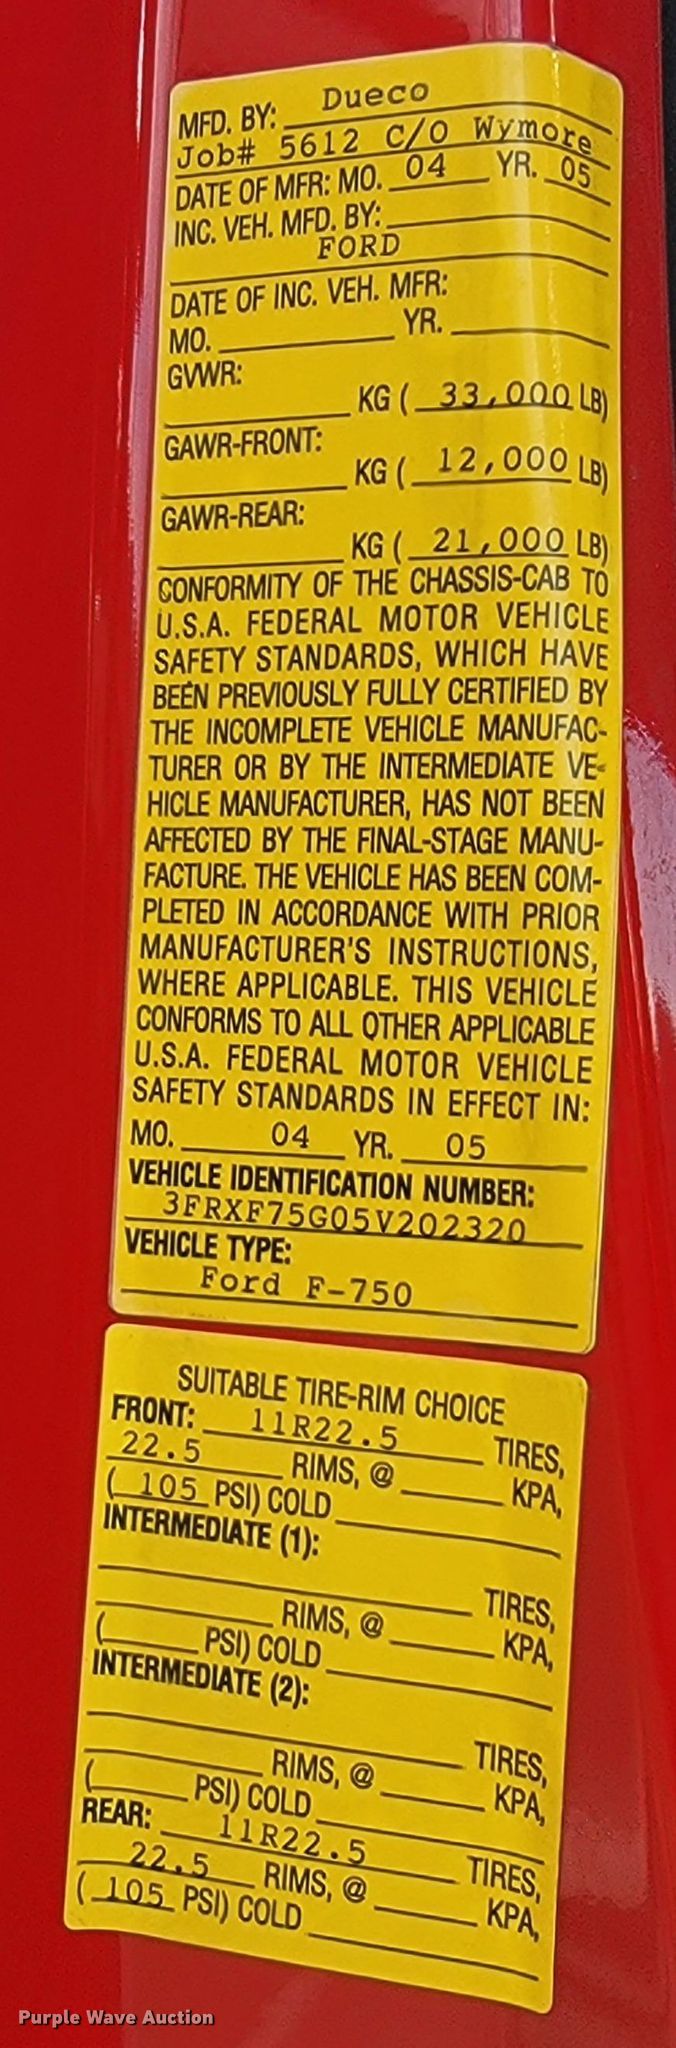 MFD. BY: Dueco
Job# 5612 C/O Wymore
DATE OF MFR: MO. 04 YR. 05
INC. VEH. MFD. BY:
FORD
DATE OF INC. VEH. MFR:
MO. YR.
GVWR:
KG ( 33,000 LB)
GAWR-FRONT:
KG ( 12,000 LB)
GAWR-REAR:
KG ( 21,000 LB)
CONFORMITY OF THE CHASSIS-CAB TO
U.S.A. FEDERAL MOTOR VEHICLE
SAFETY STANDARDS, WHICH HAVE
BEEN PREVIOUSLY FULLY CERTIFIED BY
THE INCOMPLETE VEHICLE MANUFAC-
TURER OR BY THE INTERMEDIATE VE-
HICLE MANUFACTURER, HAS NOT BEEN
AFFECTED BY THE FINAL-STAGE MANU-
FACTURE. THE VEHICLE HAS BEEN COM-
PLETED IN ACCORDANCE WITH PRIOR
MANUFACTURER'S INSTRUCTIONS,
WHERE APPLICABLE. THIS VEHICLE
CONFORMS TO ALL OTHER APPLICABLE
U.S.A. FEDERAL MOTOR VEHICLE
SAFETY STANDARDS IN EFFECT IN:
MO. 04 YR. 05
VEHICLE IDENTIFICATION NUMBER:
3FRXF75G05V202320
VEHICLE TYPE:
Ford F-750
SUITABLE TIRE-RIM CHOICE
FRONT: 11R22.5 TIRES,
22.5 RIMS, @ KPA,
( 105 PSI) COLD
INTERMEDIATE (1):
TIRES,
RIMS, @ KPA,
( PSI) COLD
INTERMEDIATE (2):
TIRES,
RIMS, @ KPA,
( PSI) COLD
REAR: 11R22.5 TIRES,
22.5 RIMS, @ KPA,
( 105 PSI) COLD
Purple Wave Auction